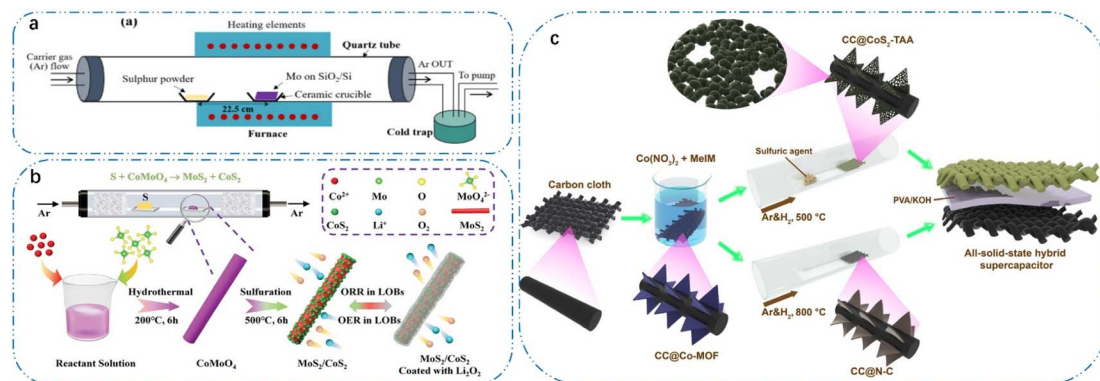 a
(a)
Heating elements
Carrier gas
(Ar) flow
Quartz tube
Ar OUT
To pump
Sulphur powder
Mo on SiO₂/Si
Ceramic crucible
22.5 cm
Furnace
Cold trap
b
S + CoMoO₄ → MoS₂ + CoS₂
Ar
S
Ar
Co²⁺
Mo
O
MoO₄²⁻
CoS₂
Li⁺
O₂
MoS₂
Hydrothermal
200°C, 6h
Sulfuration
500°C, 6h
ORR in LOBs
OER in LOBs
Reactant Solution
CoMoO₄
MoS₂/CoS₂
MoS₂/CoS₂
Coated with Li₂O₂
c
CC@CoS₂-TAA
Co(NO₃)₂ + MeIM
Sulfuric agent
Carbon cloth
Ar&H₂, 500 °C
PVA/KOH
All-solid-state hybrid
supercapacitor
Ar&H₂, 800 °C
CC@Co-MOF
CC@N-C